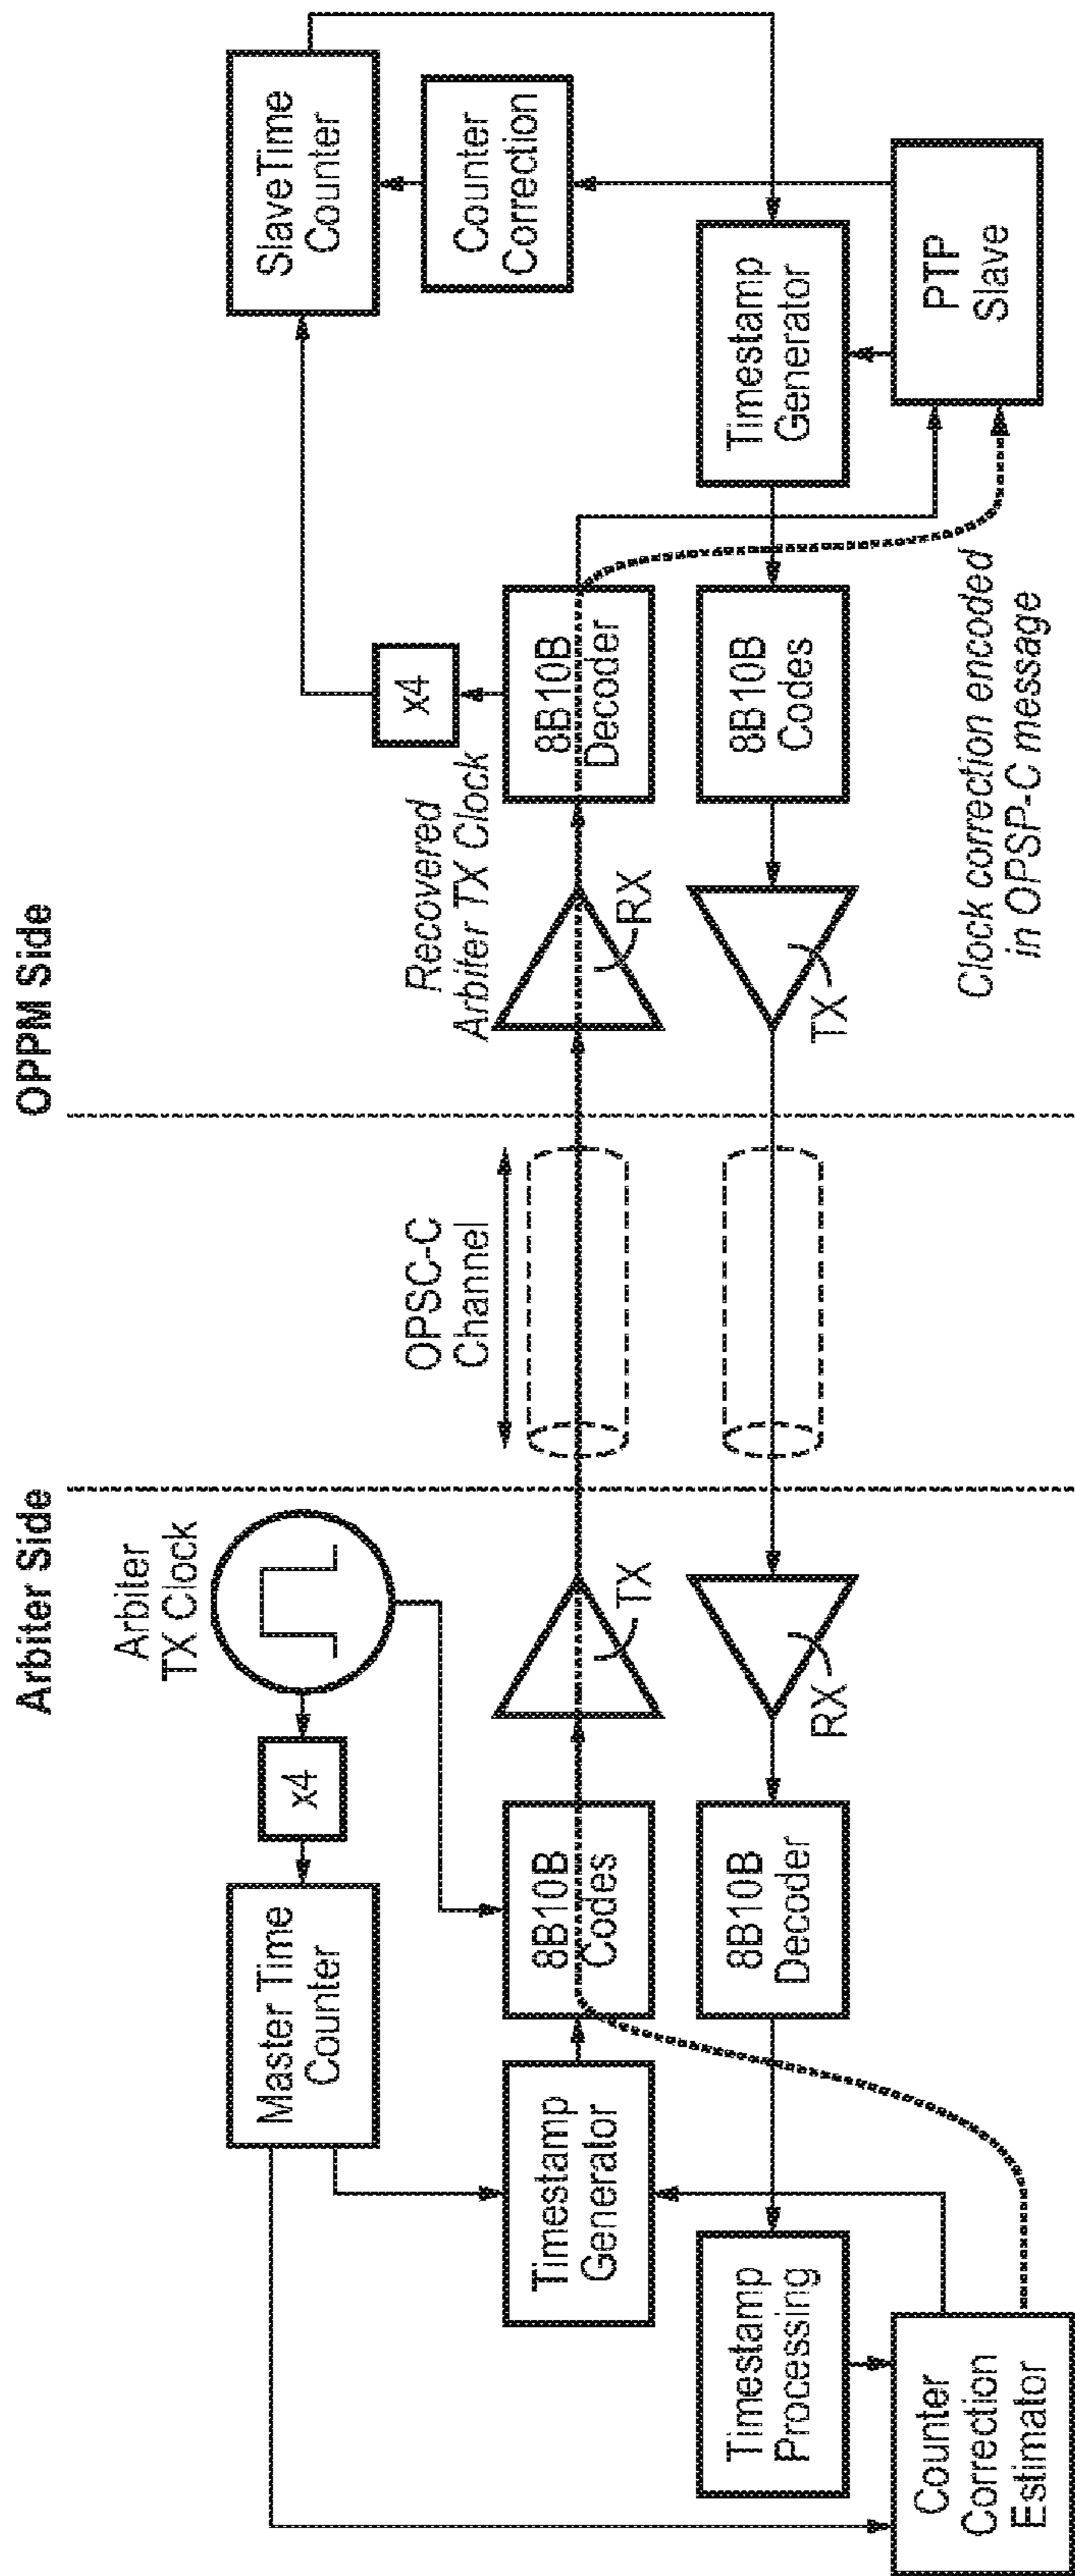 Arbiter Side
OPPM Side
Arbiter
TX Clock
x4
Master Time
Counter
Timestamp
Generator
8B10B
Codes
TX
Timestamp
Processing
8B10B
Decoder
RX
Counter
Correction
Estimator
OPSC-C
Channel
Recovered
Arbiter TX Clock
x4
SlaveTime
Counter
Counter
Correction
RX
8B10B
Decoder
Timestamp
Generator
TX
8B10B
Codes
PTP
Slave
Clock correction encoded
in OPSP-C message